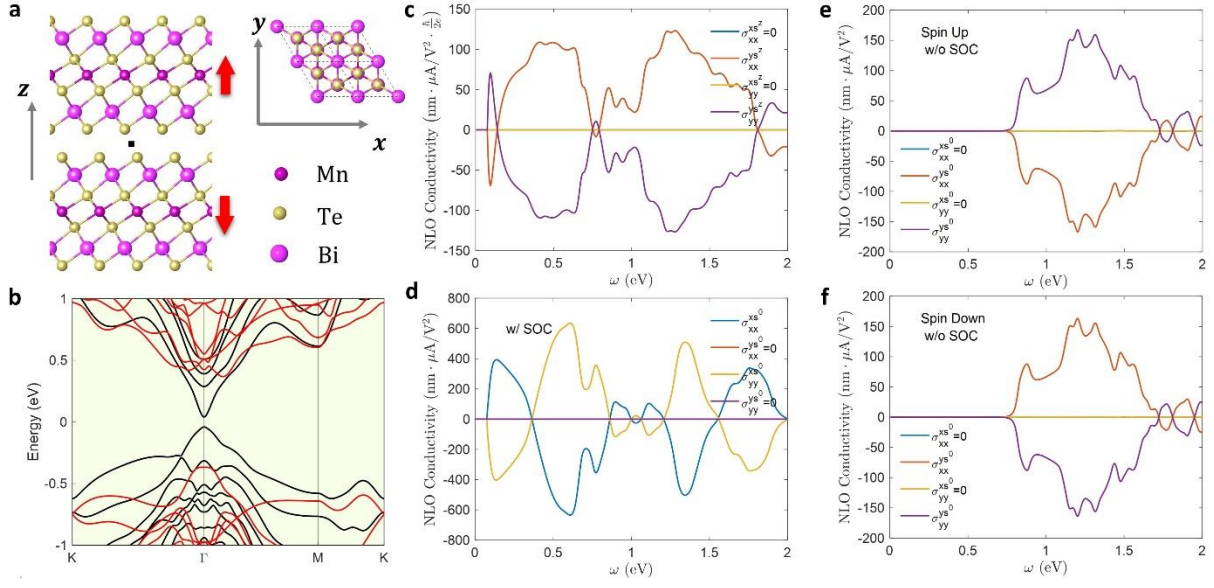 a
z
y
x
Mn
Te
Bi
b
Energy (eV)
1
0.5
0
-0.5
-1
K
Γ
M
K
c
NLO Conductivity (nm · μA/V² · ħ/2e)
150
100
50
0
-50
-100
-150
σ_xx^{xs^z}=0
σ_xx^{ys^z}
σ_yy^{xs^z}=0
σ_yy^{ys^z}
0 0.5 1 1.5 2
ω (eV)
d
w/ SOC
NLO Conductivity (nm · μA/V²)
800
600
400
200
0
-200
-400
-600
-800
σ_xx^{xs^0}
σ_xx^{ys^0}=0
σ_yy^{xs^0}
σ_yy^{ys^0}=0
0 0.5 1 1.5 2
ω (eV)
e
Spin Up
w/o SOC
NLO Conductivity (nm · μA/V²)
200
150
100
50
0
-50
-100
-150
-200
σ_xx^{xs^0}=0
σ_xx^{ys^0}
σ_yy^{xs^0}=0
σ_yy^{ys^0}
0 0.5 1 1.5 2
ω (eV)
f
Spin Down
w/o SOC
NLO Conductivity (nm · μA/V²)
200
150
100
50
0
-50
-100
-150
-200
σ_xx^{xs^0}=0
σ_xx^{ys^0}
σ_yy^{xs^0}=0
σ_yy^{ys^0}
0 0.5 1 1.5 2
ω (eV)